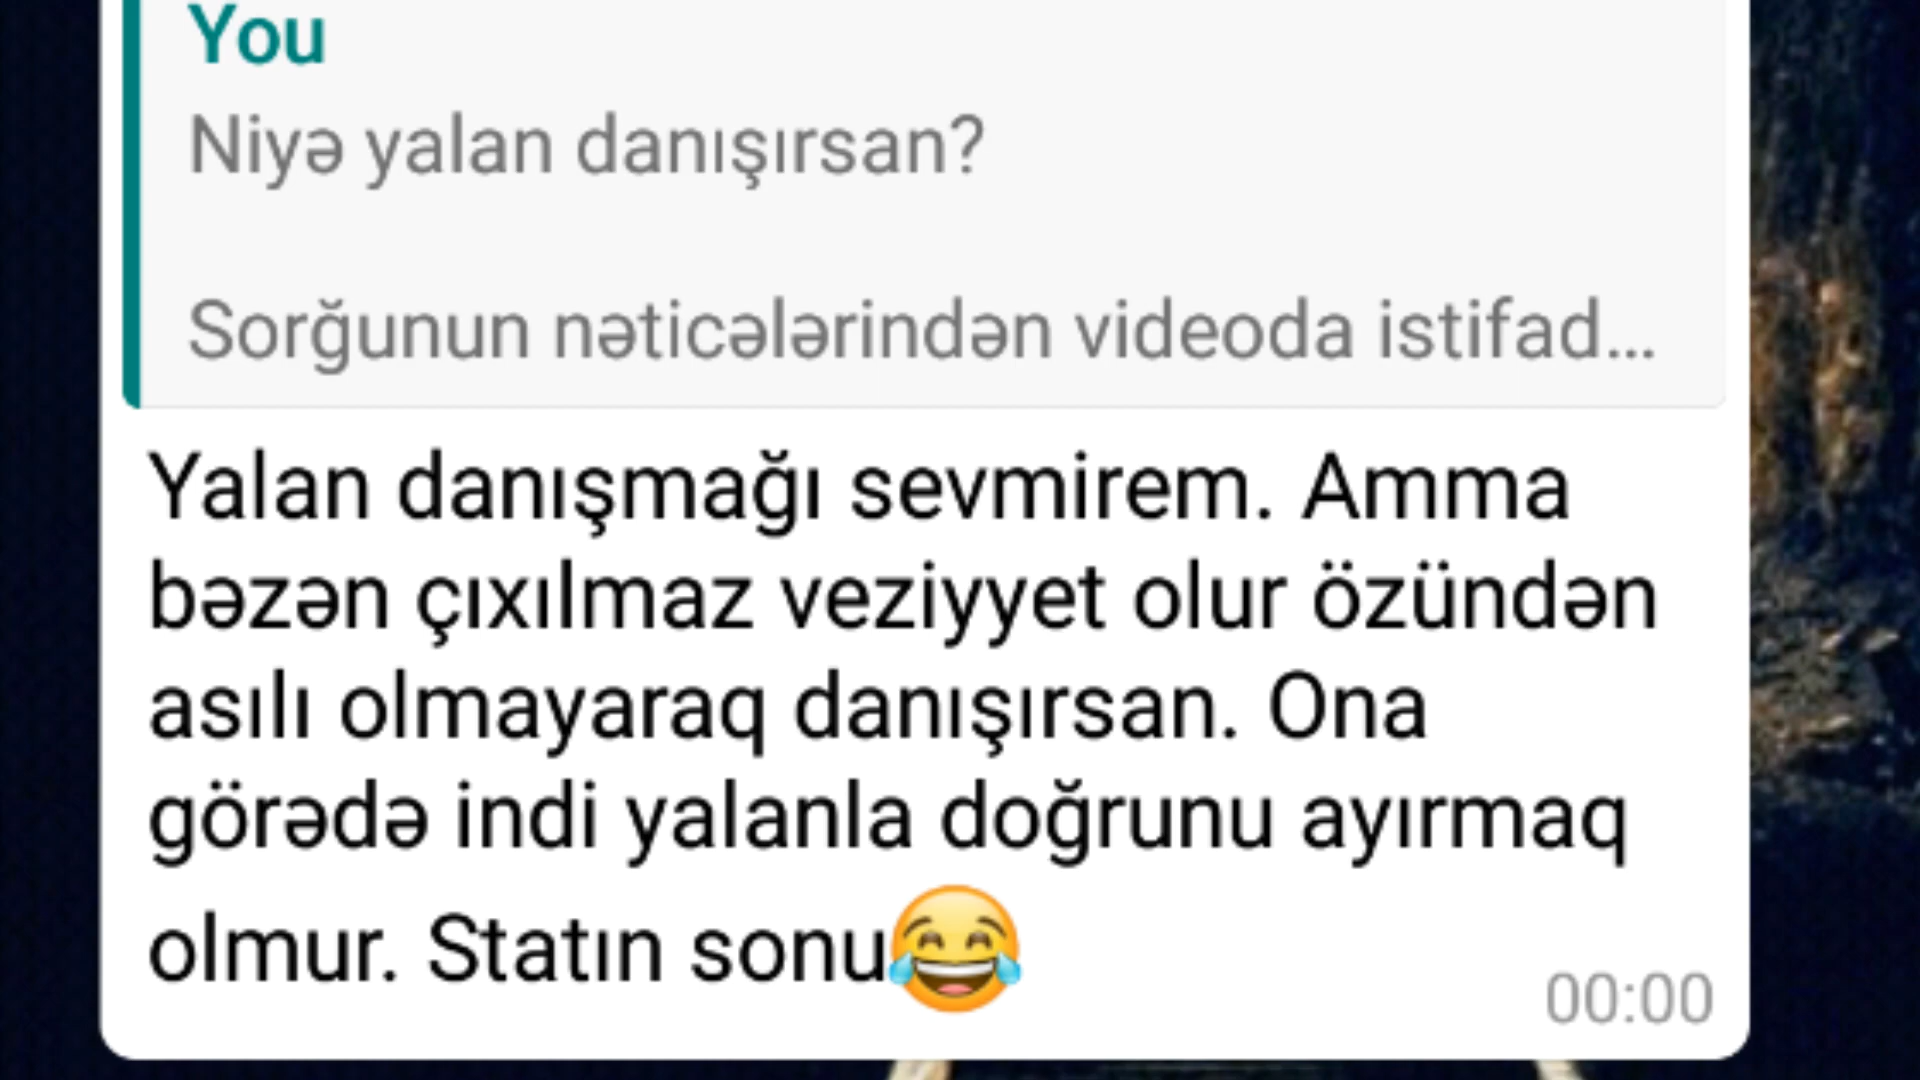 You
Niyə yalan danışırsan?
Sorğunun nəticələrindən videoda istifad...
Yalan danışmağı sevmirem. Amma
bəzən çıxılmaz veziyyet olur özündən
asılı olmayaraq danışırsan. Ona
görədə indi yalanla doğrunu ayırmaq
olmur. Statın sonu😂
00:00